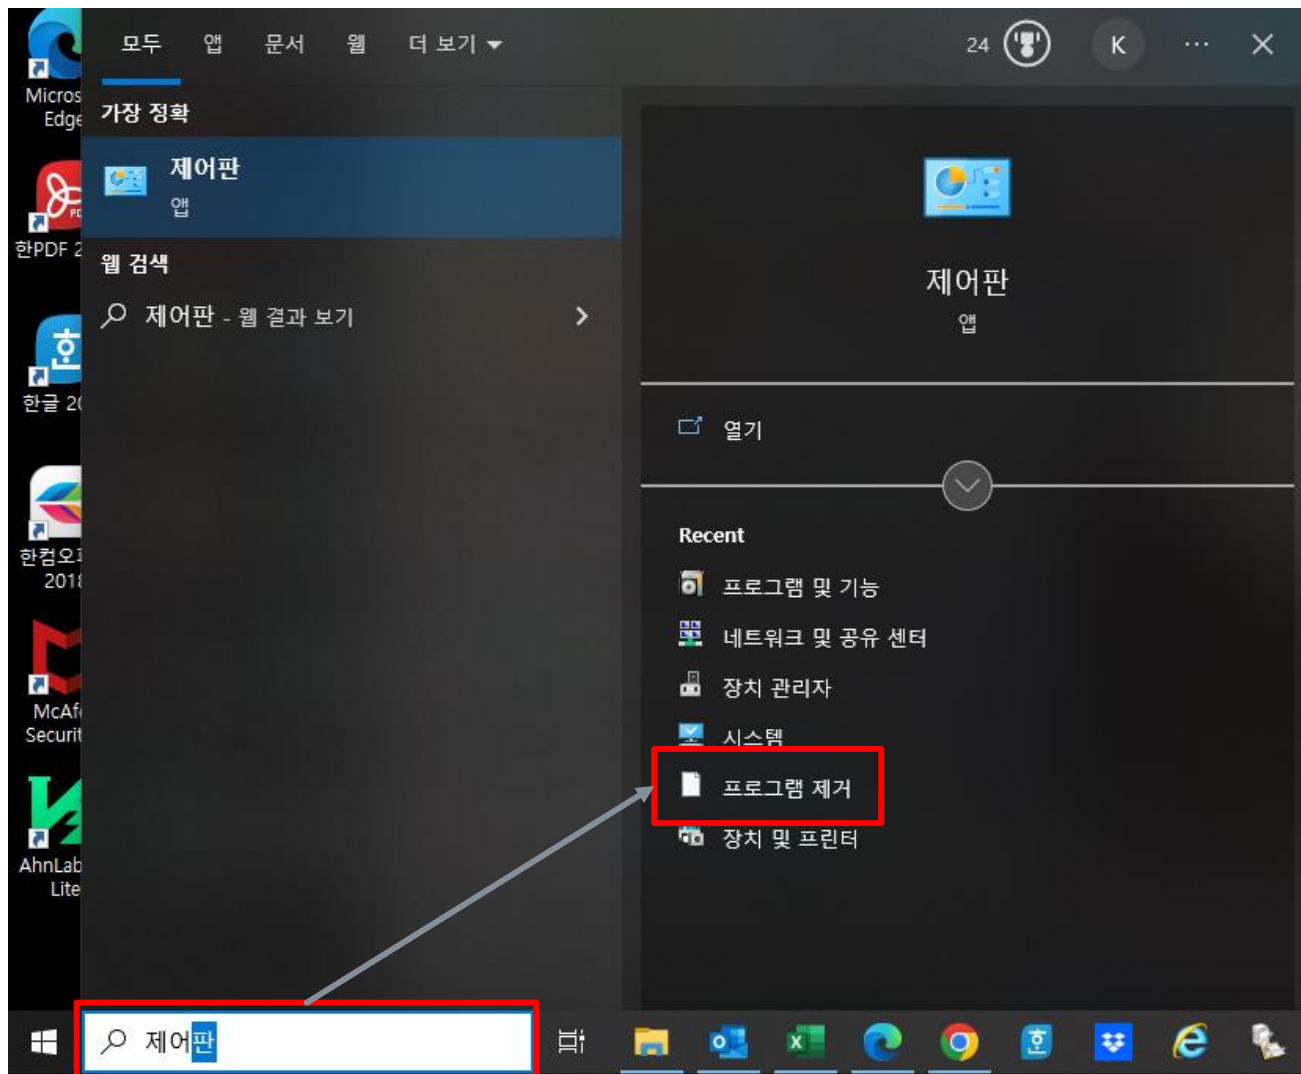 모두 앱 문서 웹 더 보기 24 K ···
Micros
Edge
가장 정확
제어판
앱
한PDF 2
웹 검색
제어판 - 웹 결과 보기
한글 20
한컴오피
2018
McAf
Securit
AhnLab
Lite
제어판
앱
열기
Recent
프로그램 및 기능
네트워크 및 공유 센터
장치 관리자
시스템
프로그램 제거
장치 및 프린터
제어판